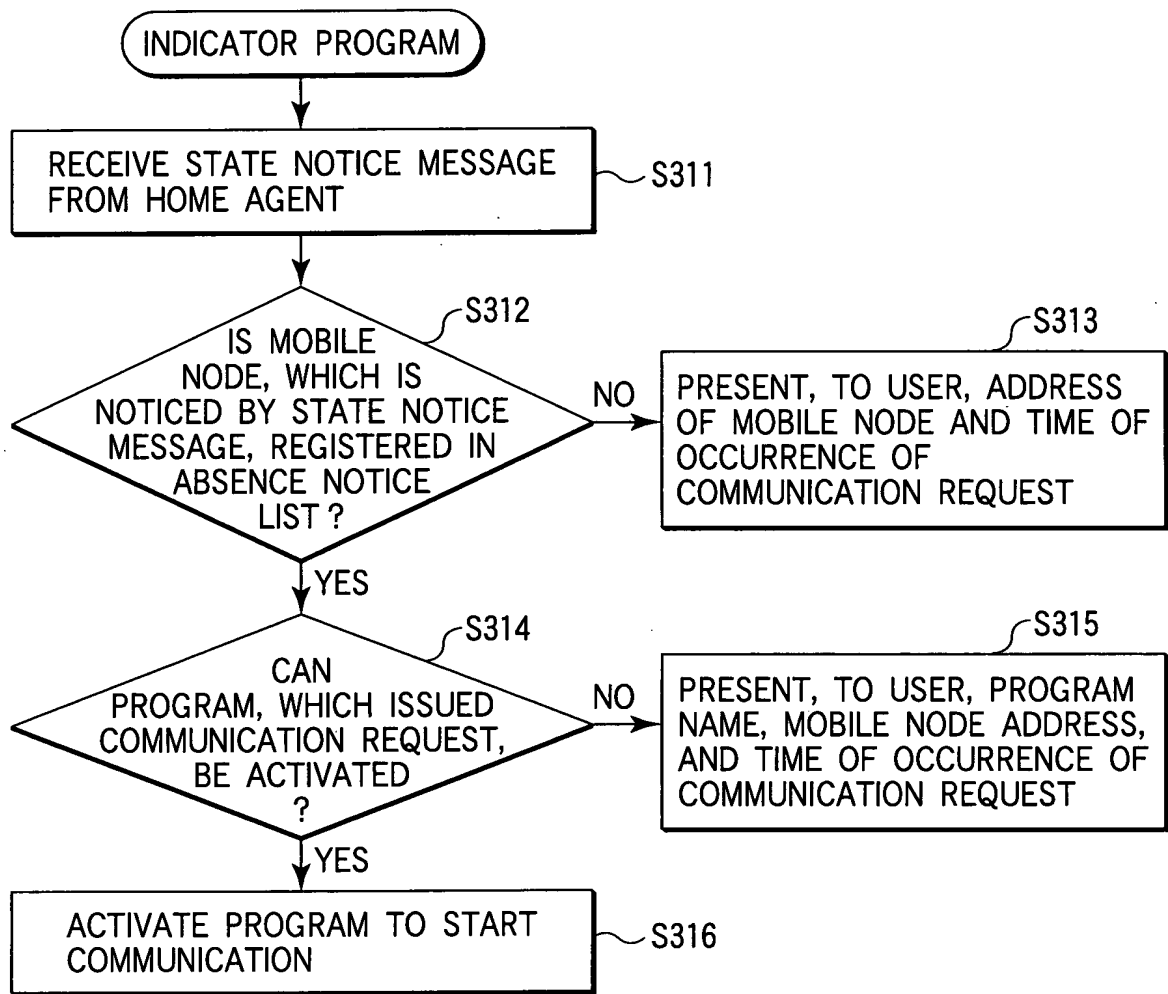 INDICATOR PROGRAM
RECEIVE STATE NOTICE MESSAGE
FROM HOME AGENT
S311
S312
IS MOBILE
NODE, WHICH IS
NOTICED BY STATE NOTICE
MESSAGE, REGISTERED IN
ABSENCE NOTICE
LIST ?
NO
S313
PRESENT, TO USER, ADDRESS
OF MOBILE NODE AND TIME OF
OCCURRENCE OF
COMMUNICATION REQUEST
YES
S314
CAN
PROGRAM, WHICH ISSUED
COMMUNICATION REQUEST,
BE ACTIVATED
?
NO
S315
PRESENT, TO USER, PROGRAM
NAME, MOBILE NODE ADDRESS,
AND TIME OF OCCURRENCE OF
COMMUNICATION REQUEST
YES
ACTIVATE PROGRAM TO START
COMMUNICATION
S316